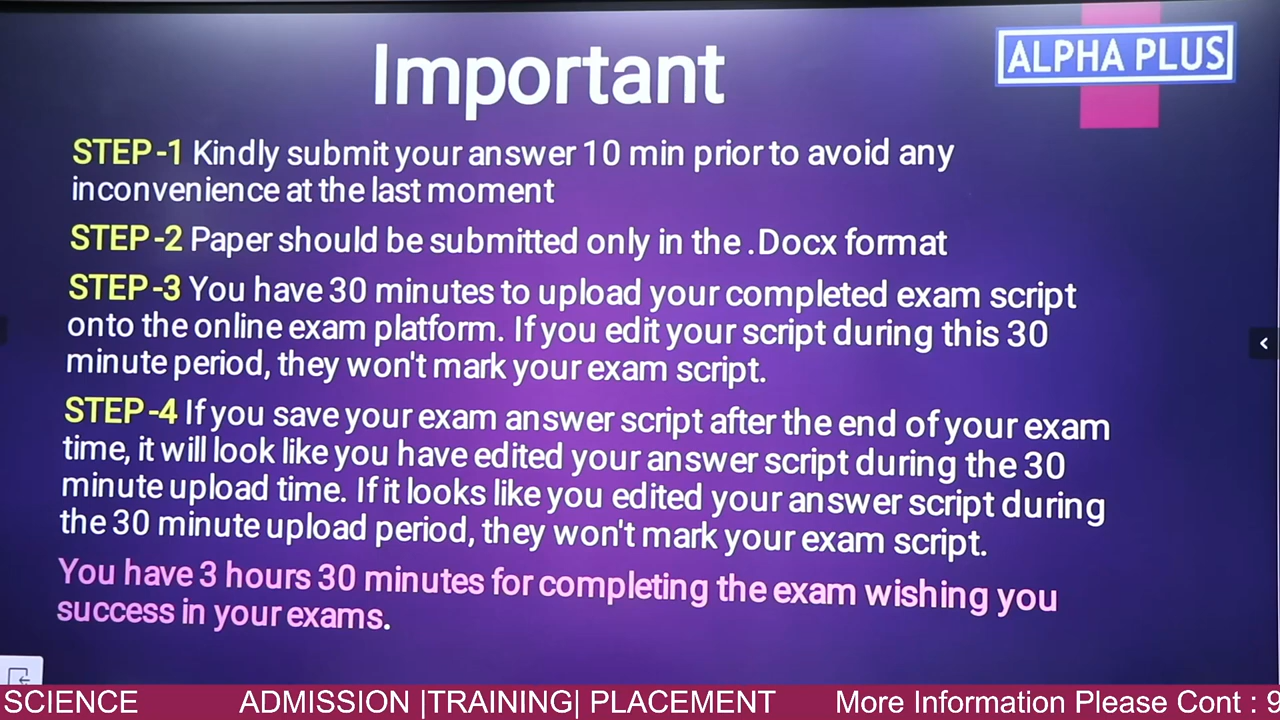 Important
ALPHA PLUS
STEP-1 Kindly submit your answer 10 min prior to avoid any
inconvenience at the last moment
STEP-2 Paper should be submitted only in the .Docx format
STEP-3 You have 30 minutes to upload your completed exam script
onto the online exam platform. If you edit your script during this 30
minute period, they won't mark your exam script.
STEP-4 If you save your exam answer script after the end of your exam
time, it will look like you have edited your answer script during the 30
minute upload time. If it looks like you edited your answer script during
the 30 minute upload period, they won't mark your exam script.
You have 3 hours 30 minutes for completing the exam wishing you
success in your exams.
SCIENCE ADMISSION |TRAINING| PLACEMENT More Information Please Cont : 9